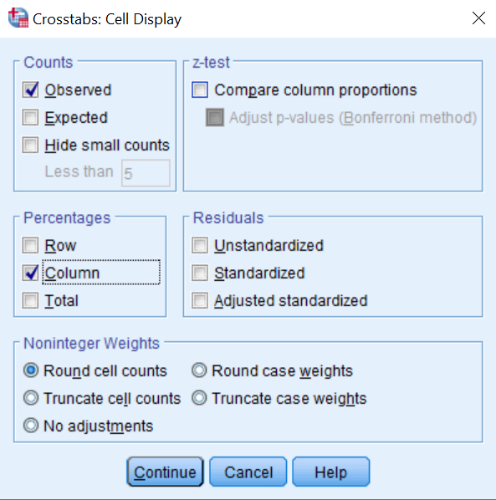 Crosstabs: Cell Display
Counts
Observed
Expected
Hide small counts
Less than 5
z-test
Compare column proportions
Adjust p-values (Bonferroni method)
Percentages
Row
Column
Total
Residuals
Unstandardized
Standardized
Adjusted standardized
Noninteger Weights
Round cell counts Round case weights
Truncate cell counts Truncate case weights
No adjustments
Continue Cancel Help